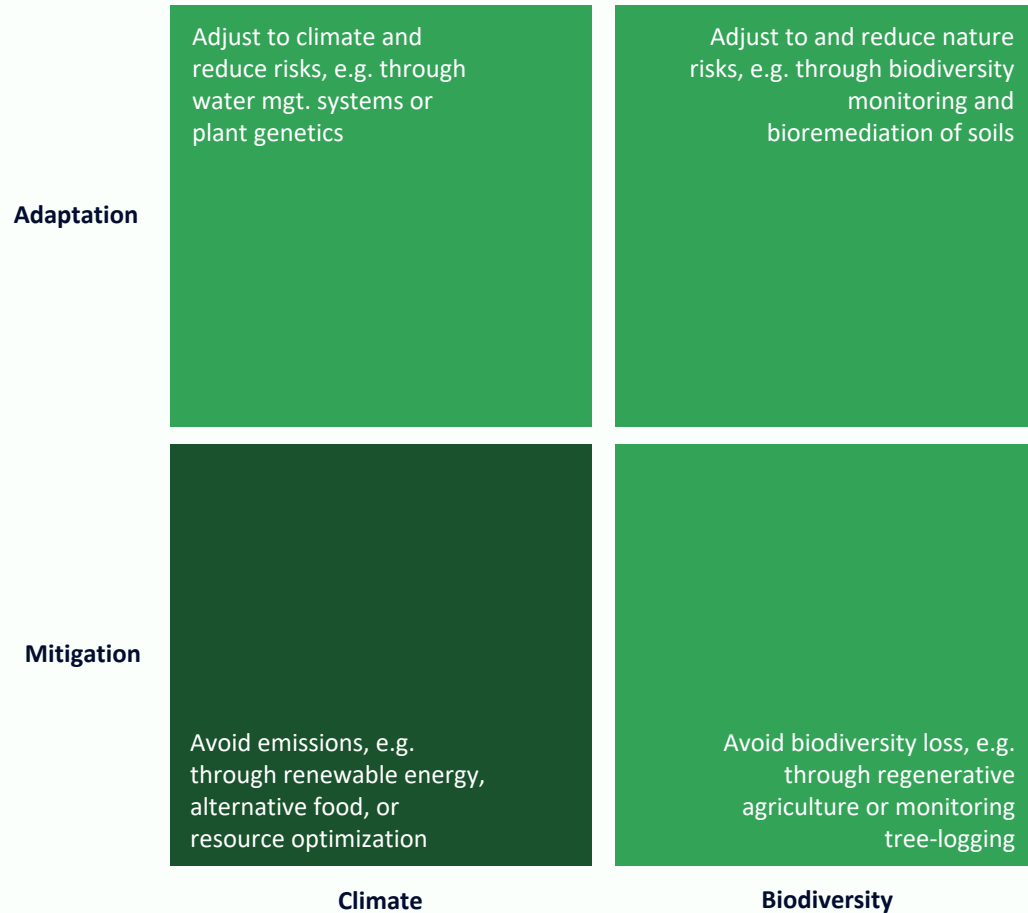 Adjust to climate and
reduce risks, e.g. through
water mgt. systems or
plant genetics
Adjust to and reduce nature
risks, e.g. through biodiversity
monitoring and
bioremediation of soils
Adaptation
Mitigation
Avoid emissions, e.g.
through renewable energy,
alternative food, or
resource optimization
Avoid biodiversity loss, e.g.
through regenerative
agriculture or monitoring
tree-logging
Climate
Biodiversity